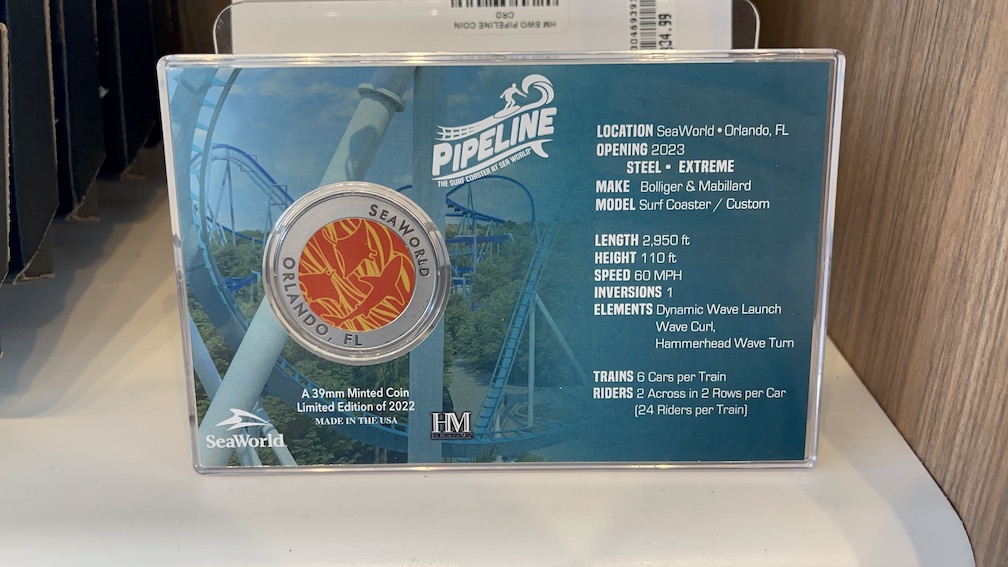 HM SWO PIPELINE COIN
CRD
$34.99
PIPELINE
THE SURF COASTER AT SEA WORLD
LOCATION SeaWorld • Orlando, FL
OPENING 2023
STEEL • EXTREME
MAKE Bolliger & Mabillard
MODEL Surf Coaster / Custom
LENGTH 2,950 ft
HEIGHT 110 ft
SPEED 60 MPH
INVERSIONS 1
ELEMENTS Dynamic Wave Launch
Wave Curl,
Hammerhead Wave Turn
TRAINS 6 Cars per Train
RIDERS 2 Across in 2 Rows per Car
(24 Riders per Train)
SEAWORLD
ORLANDO, FL
A 39mm Minted Coin
Limited Edition of 2022
MADE IN THE USA
SeaWorld
HM